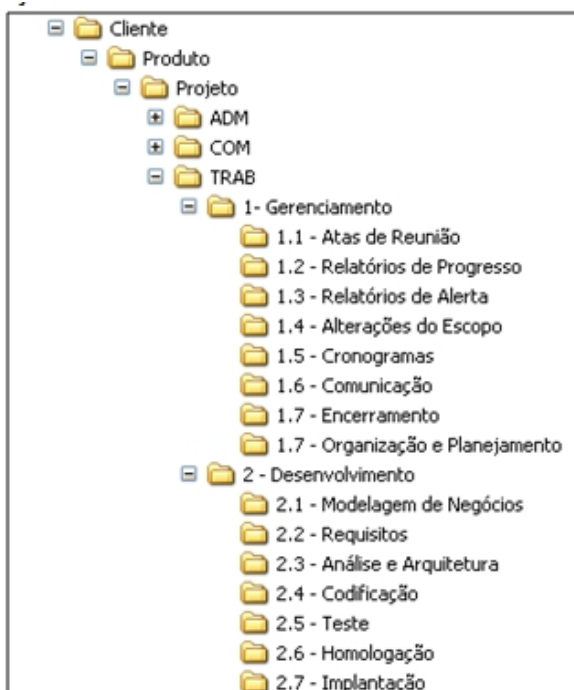 Cliente
Produto
Projeto
ADM
COM
TRAB
1- Gerenciamento
1.1 - Atas de Reunião
1.2 - Relatórios de Progresso
1.3 - Relatórios de Alerta
1.4 - Alterações do Escopo
1.5 - Cronogramas
1.6 - Comunicação
1.7 - Encerramento
1.7 - Organização e Planejamento
2 - Desenvolvimento
2.1 - Modelagem de Negócios
2.2 - Requisitos
2.3 - Análise e Arquitetura
2.4 - Codificação
2.5 - Teste
2.6 - Homologação
2.7 - Implantação